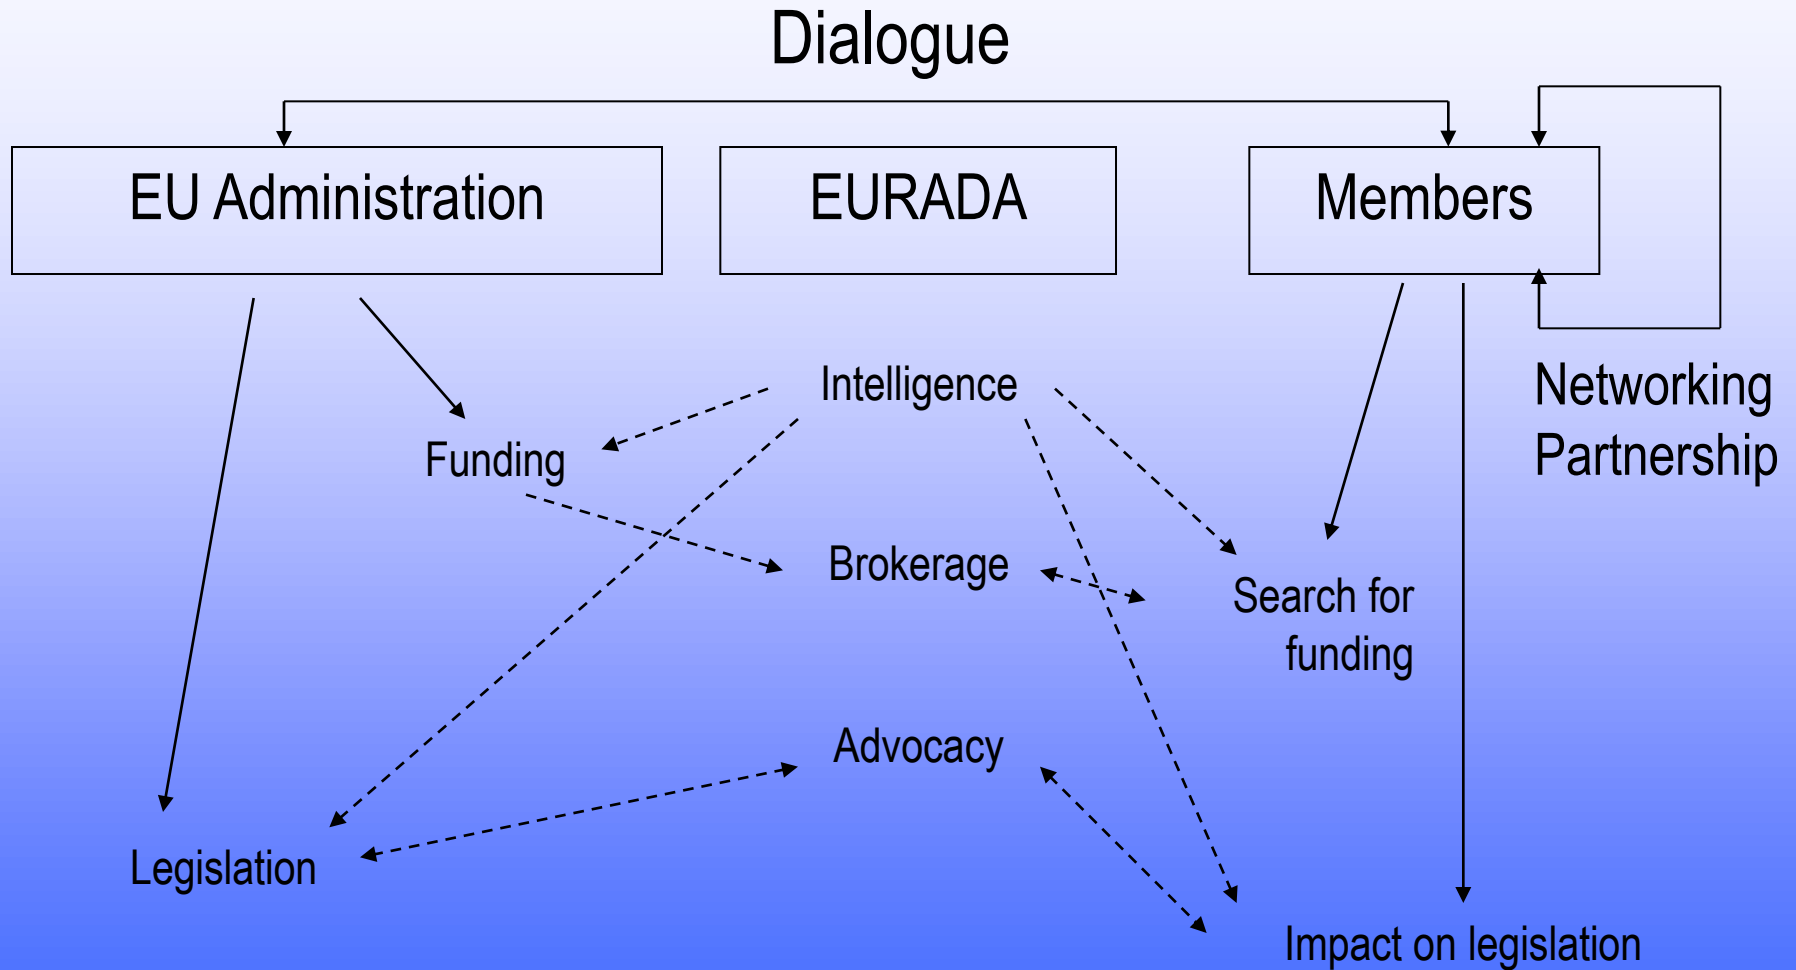 Dialogue
EU Administration
EURADA
Members
Networking
Partnership
Intelligence
Funding
Brokerage
Search for
funding
Advocacy
Legislation
Impact on legislation